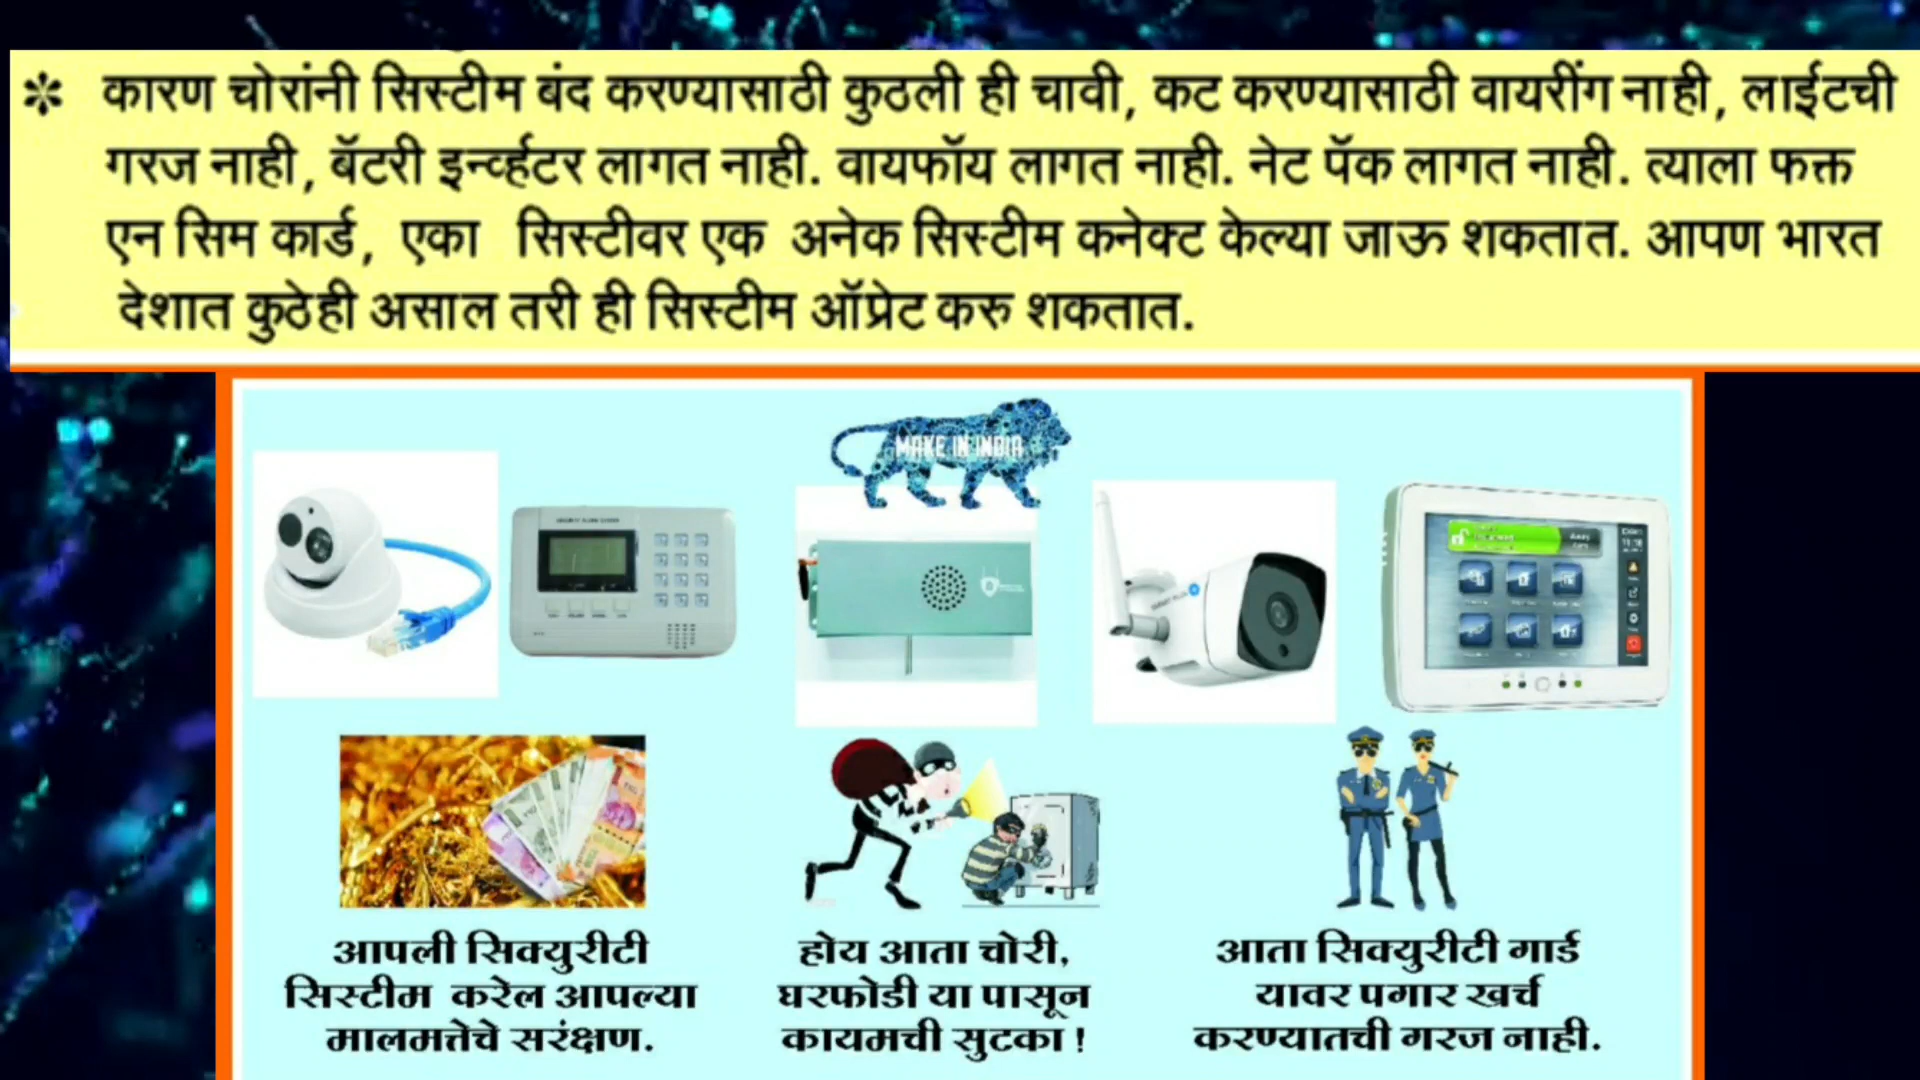 ✻ कारण चोरांनी सिस्टीम बंद करण्यासाठी कुठली ही चावी, कट करण्यासाठी वायरींग नाही, लाईटची
गरज नाही, बॅटरी इन्व्हर्टर लागत नाही. वायफॉय लागत नाही. नेट पॅक लागत नाही. त्याला फक्त
एन सिम कार्ड, एका सिस्टीवर एक अनेक सिस्टीम कनेक्ट केल्या जाऊ शकतात. आपण भारत
देशात कुठेही असाल तरी ही सिस्टीम ऑप्रेट करु शकतात.
MAKE IN INDIA
आपली सिक्युरीटी
सिस्टीम करेल आपल्या
मालमत्तेचे सरंक्षण.
होय आता चोरी,
घरफोडी या पासून
कायमची सुटका !
आता सिक्युरीटी गार्ड
यावर पगार खर्च
करण्यातची गरज नाही.